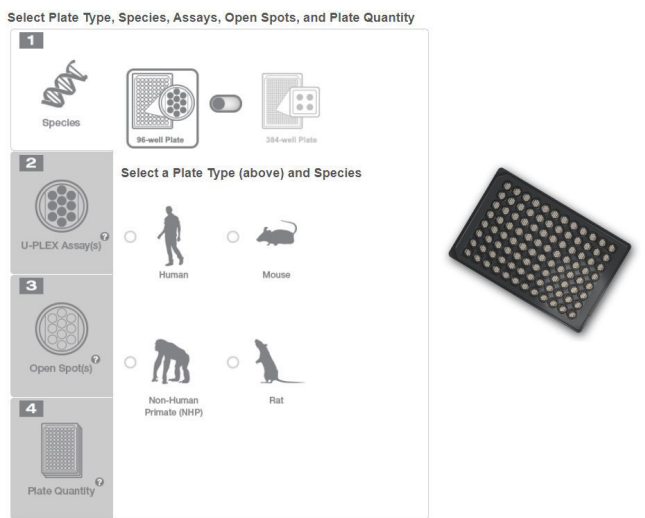 Select Plate Type, Species, Assays, Open Spots, and Plate Quantity
1
Species
96-well Plate
384-well Plate
2
U-PLEX Assay(s)
?
Select a Plate Type (above) and Species
Human
Mouse
3
Open Spot(s)
?
Non-Human
Primate (NHP)
Rat
4
Plate Quantity
?